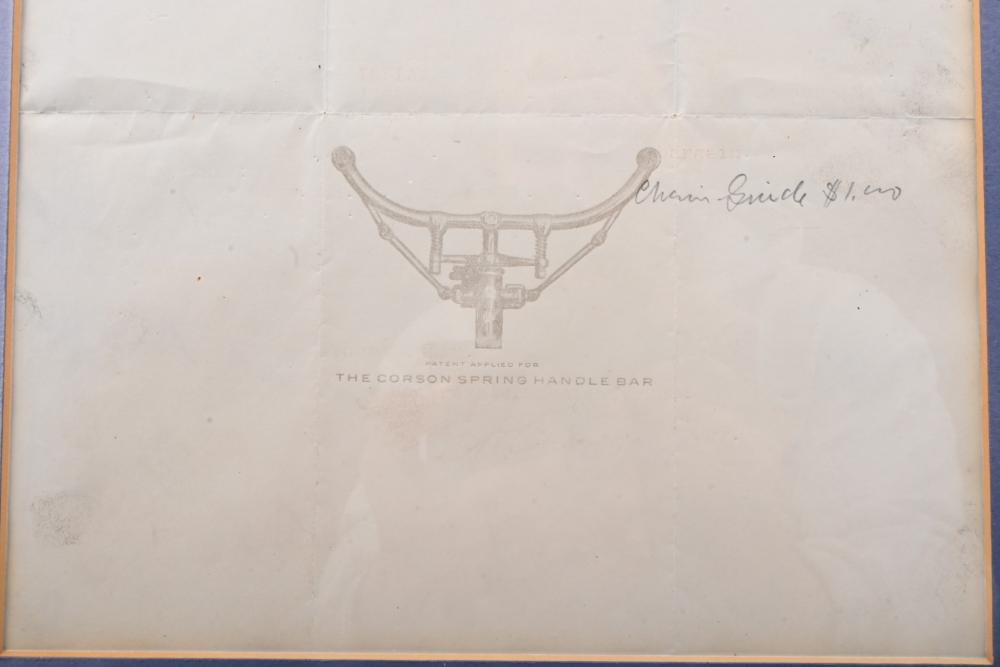 Chain Guide $1.00
PATENT APPLIED FOR
THE CORSON SPRING HANDLE BAR